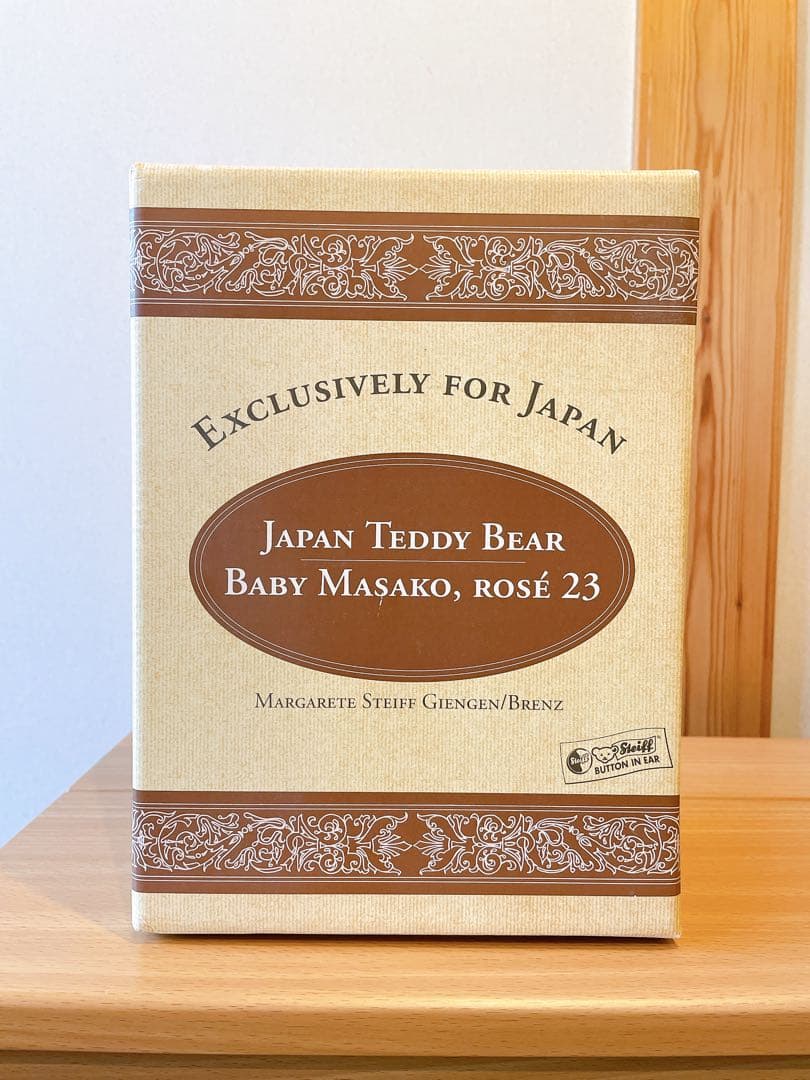 EXCLUSIVELY FOR JAPAN
JAPAN TEDDY BEAR
BABY MASAKO, ROSÉ 23
MARGARETE STEIFF GIENGEN/BRENZ
Steiff Steiff
BUTTON IN EAR